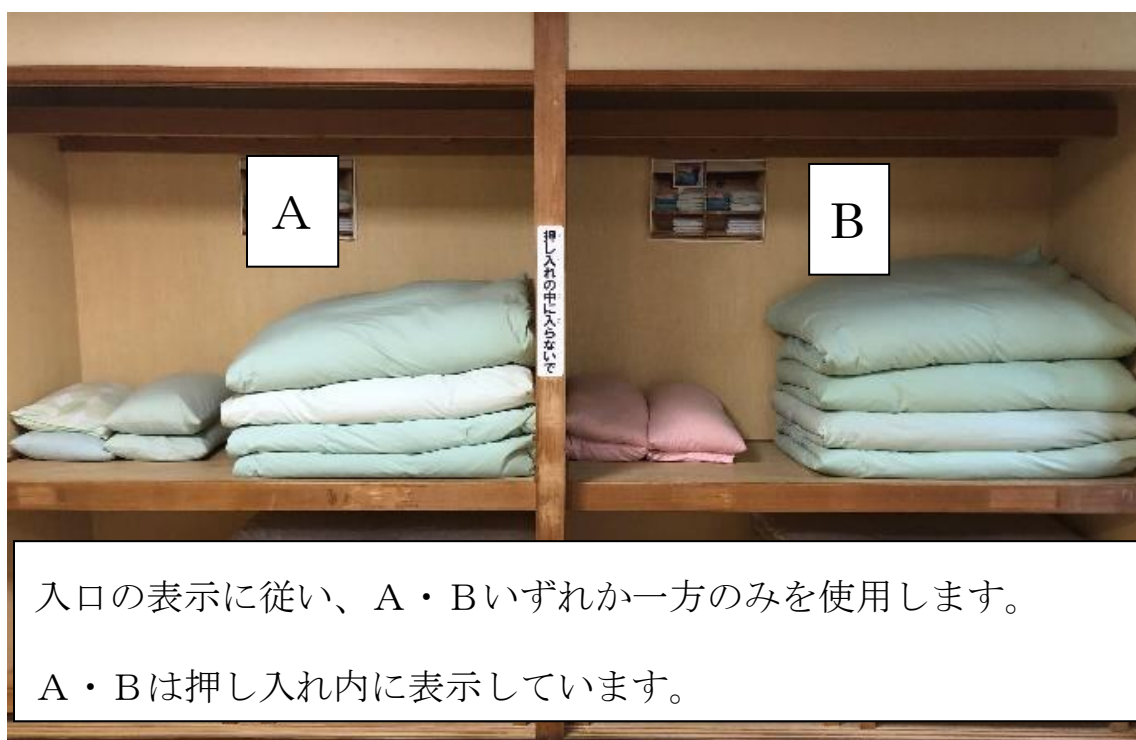 A
B
押し入れの中に入らないで
入口の表示に従い、A・Bいずれか一方のみを使用します。
A・Bは押し入れ内に表示しています。